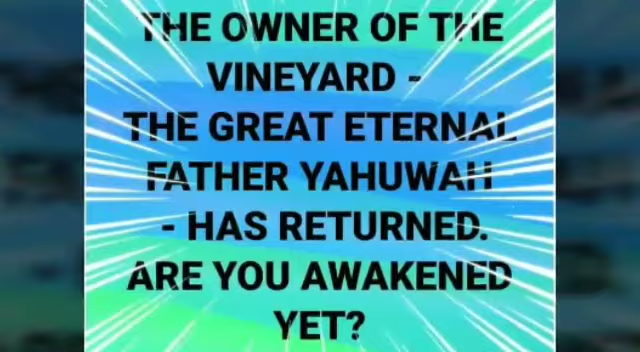 THE OWNER OF THE
VINEYARD -
THE GREAT ETERNAL
FATHER YAHUWAH
- HAS RETURNED.
ARE YOU AWAKENED
YET?